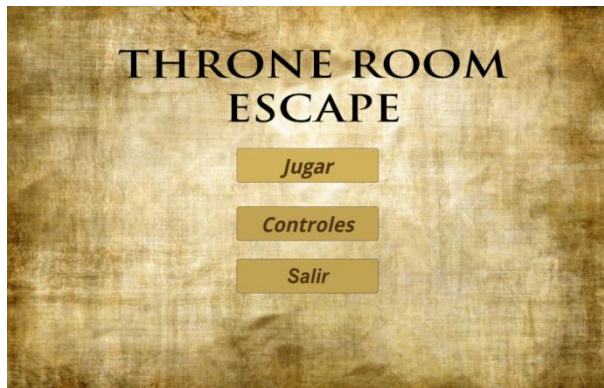 THRONE ROOM
ESCAPE
Jugar
Controles
Salir